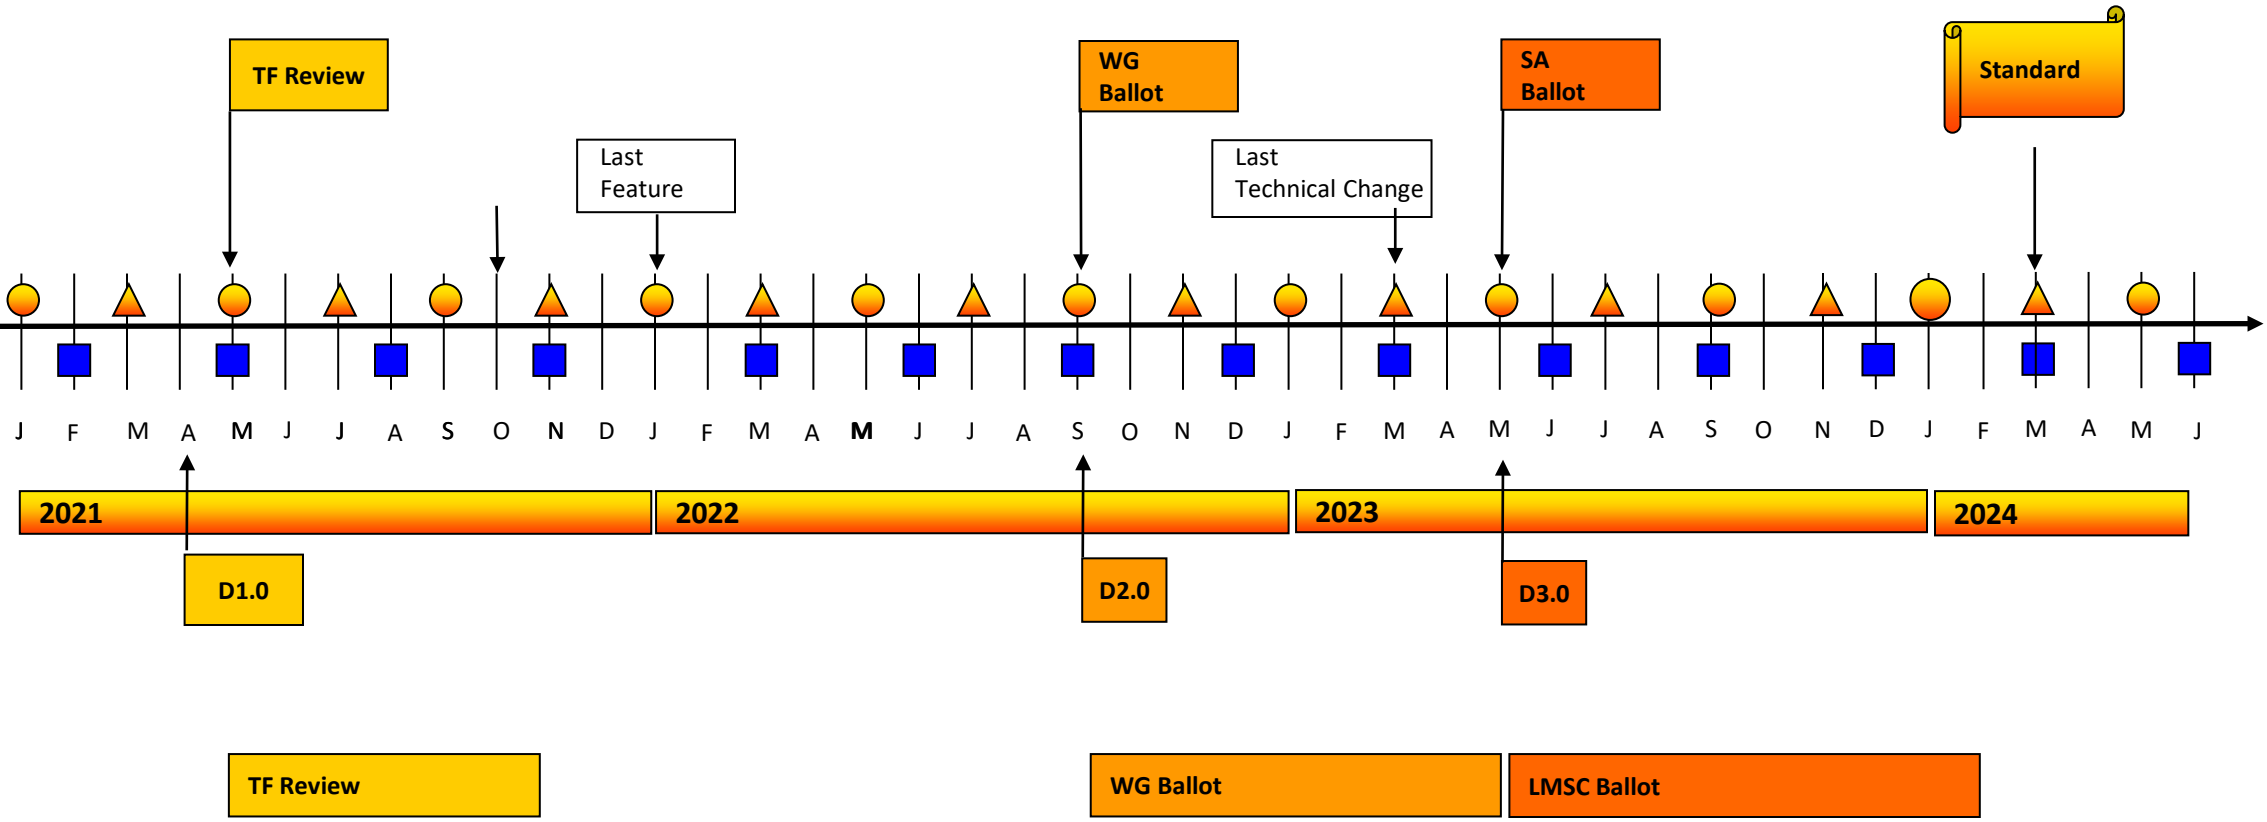 TF Review
WG
Ballot
SA
Ballot
Standard
Last
Feature
Last
Technical Change
J F M A M J J A S O N D J F M A M J J A S O N D J F M A M J J A S O N D J F M A M J
2021 2022 2023 2024
D1.0 D2.0 D3.0
TF Review WG Ballot LMSC Ballot